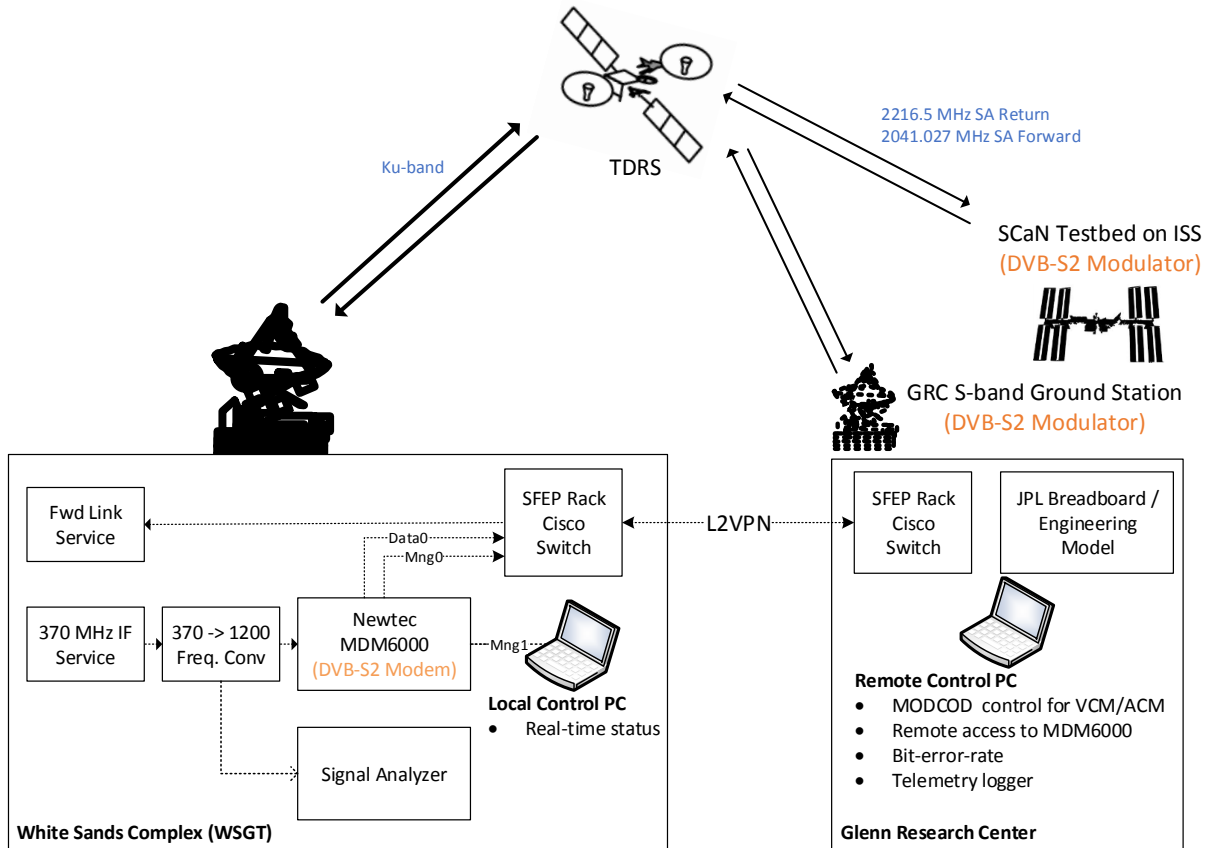 2216.5 MHz SA Return
2041.027 MHz SA Forward
Ku-band
TDRS
SCaN Testbed on ISS
(DVB-S2 Modulator)
GRC S-band Ground Station
(DVB-S2 Modulator)
Fwd Link
Service
SFEP Rack
Cisco
Switch
Data0
Mng0
L2VPN
SFEP Rack
Cisco
Switch
JPL Breadboard /
Engineering
Model
370 MHz IF
Service
370 -> 1200
Freq. Conv
Newtec
MDM6000
(DVB-S2 Modem)
Mng1
Local Control PC
• Real-time status
Signal Analyzer
White Sands Complex (WSGT)
Remote Control PC
• MODCOD control for VCM/ACM
• Remote access to MDM6000
• Bit-error-rate
• Telemetry logger
Glenn Research Center